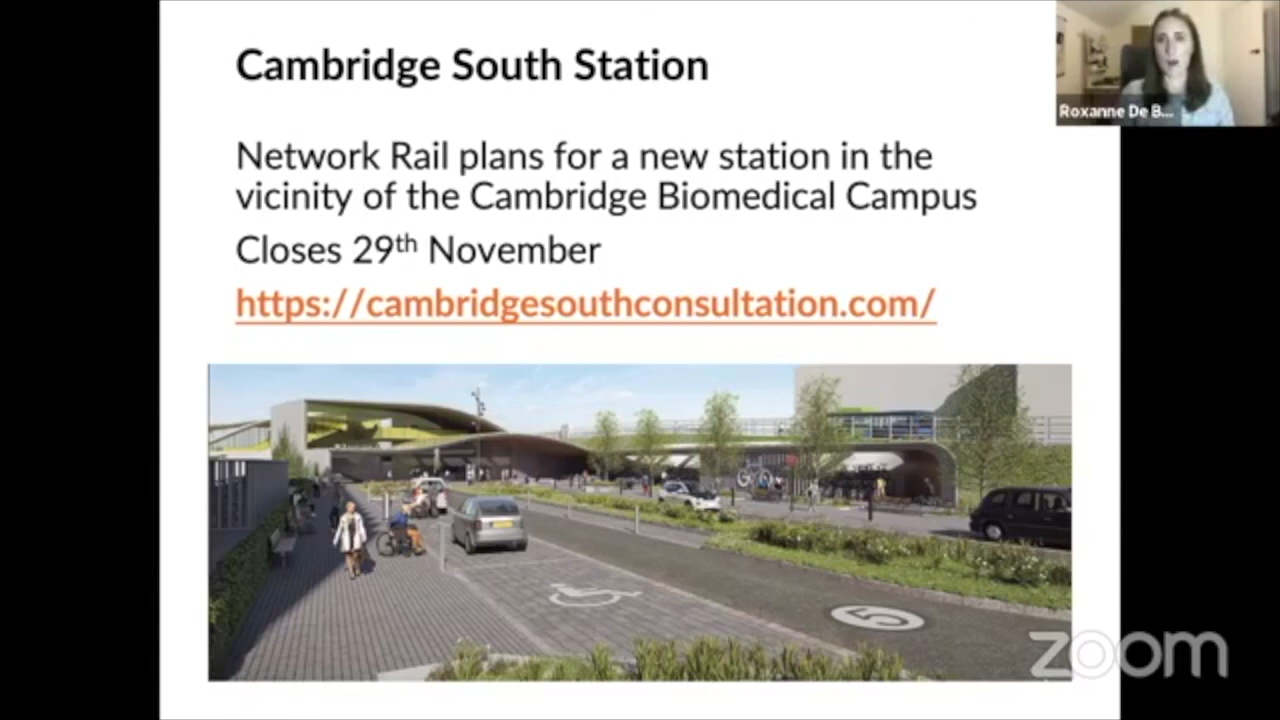 Cambridge South Station
Roxanne De B...
Network Rail plans for a new station in the
vicinity of the Cambridge Biomedical Campus
Closes 29th November
https://cambridgesouthconsultation.com/
5
zoom